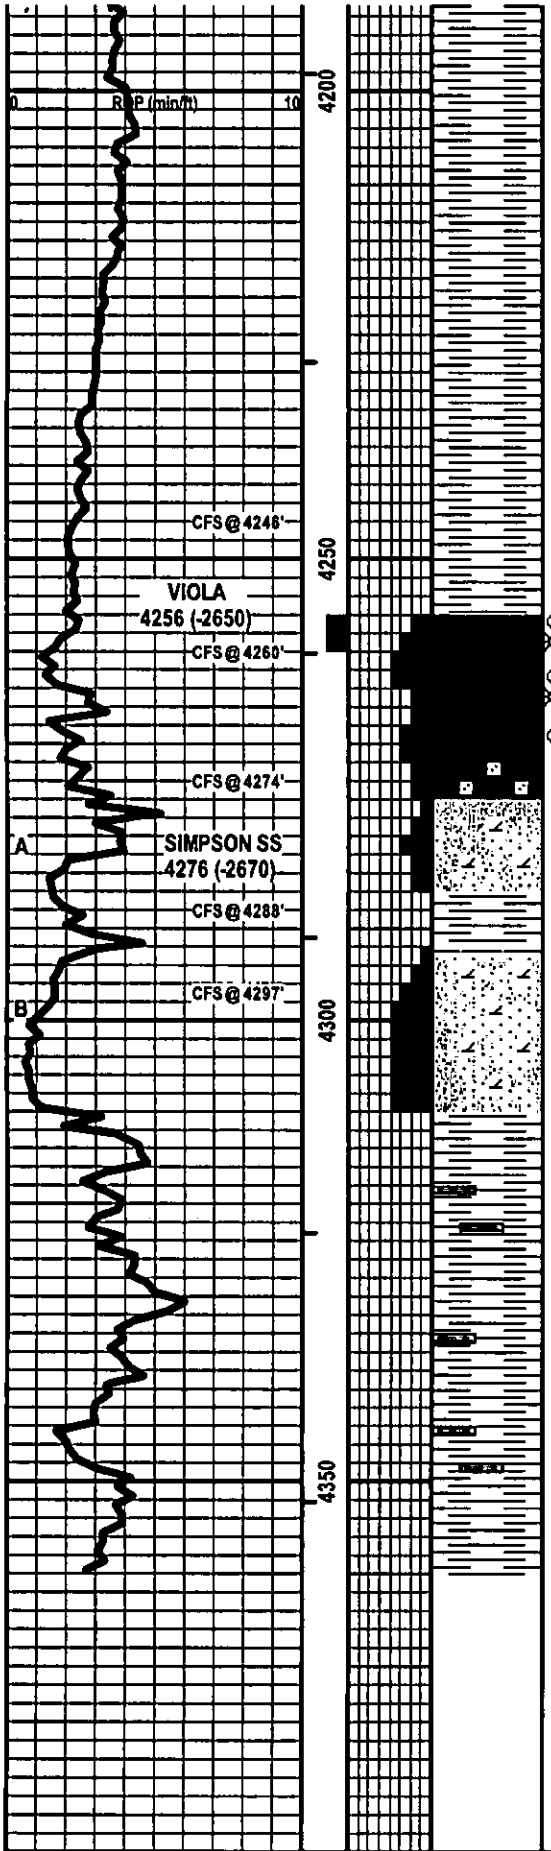 4200
0 ROP (min/ft) 10
CFS @ 4246'
4250
VIOLA
4256 (-2650)
CFS @ 4260'
CFS @ 4274'
A
SIMPSON SS
4276 (-2670)
CFS @ 4288'
CFS @ 4297'
B
4300
4350